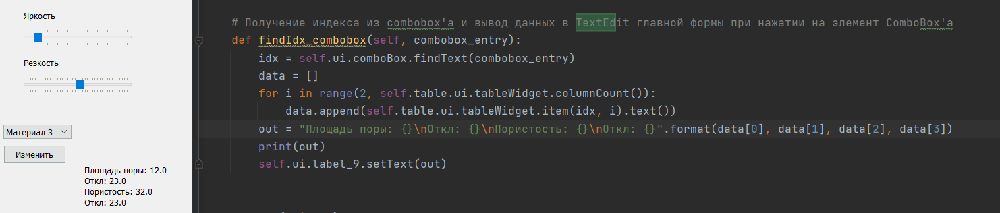 Яркость
Резкость
Материал 3
Изменить
Площадь поры: 12.0
Откл: 23.0
Пористость: 32.0
Откл: 23.0
# Получение индекса из combobox'а и вывод данных в TextEdit главной формы при нажатии на элемент ComboBox'а
def findIdx_combobox(self, combobox_entry):
    idx = self.ui.comboBox.findText(combobox_entry)
    data = []
    for i in range(2, self.table.ui.tableWidget.columnCount()):
        data.append(self.table.ui.tableWidget.item(idx, i).text())
    out = "Площадь поры: {}\nОткл: {}\nПористость: {}\nОткл: {}".format(data[0], data[1], data[2], data[3])
    print(out)
    self.ui.label_9.setText(out)